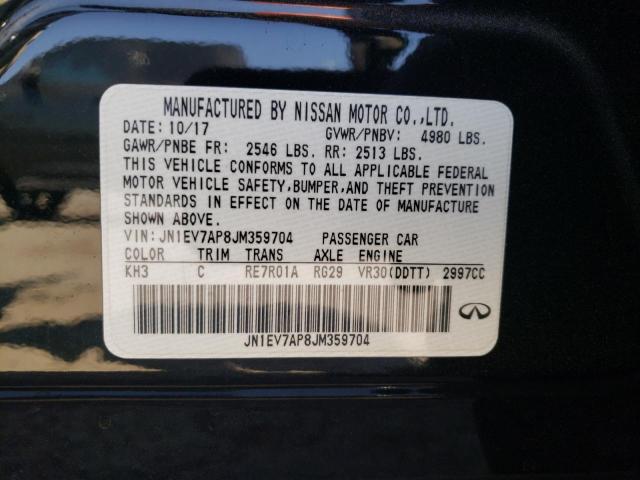 MANUFACTURED BY NISSAN MOTOR CO.,LTD.
DATE: 10/17 GVWR/PNBV: 4980 LBS.
GAWR/PNBE FR: 2546 LBS. RR: 2513 LBS.
THIS VEHICLE CONFORMS TO ALL APPLICABLE FEDERAL
MOTOR VEHICLE SAFETY,BUMPER,AND THEFT PREVENTION
STANDARDS IN EFFECT ON THE DATE OF MANUFACTURE
SHOWN ABOVE.
VIN:JN1EV7AP8JM359704 PASSENGER CAR
COLOR TRIM TRANS AXLE ENGINE
KH3 C RE7R01A RG29 VR30(DDTT) 2997CC
JN1EV7AP8JM359704